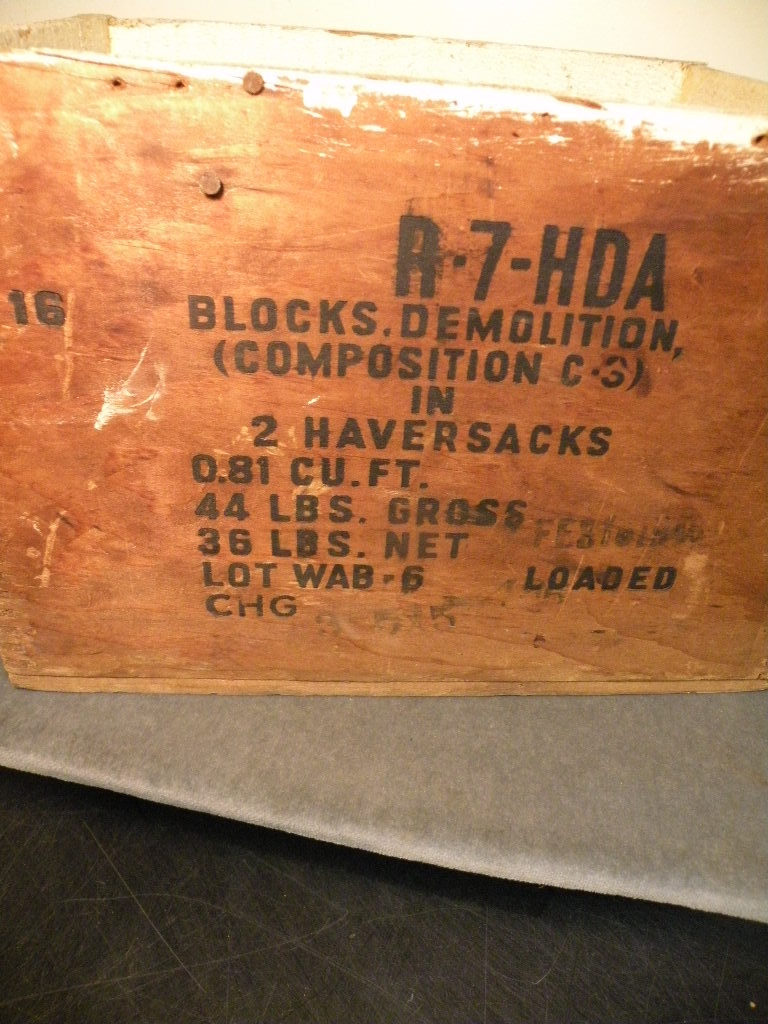 R-7-HDA
16 BLOCKS, DEMOLITION,
(COMPOSITION C-3)
IN
2 HAVERSACKS
0.81 CU.FT.
44 LBS. GROSS
36 LBS. NET
LOT WAB-6 LOADED
CHG